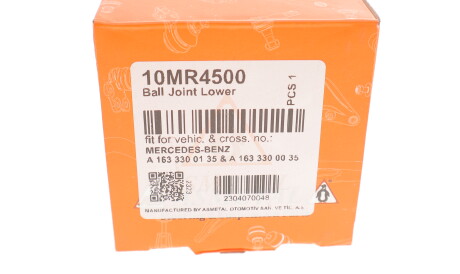 10MR4500
Ball Joint Lower
PCS 1
fit for vehic. & cross. no.:
MERCEDES-BENZ
A 163 330 01 35 & A 163 330 00 35
2023
2304070048
MANUFACTURED BY ASMETAL OTOMOTIV SAN. VE TIC. A.S.